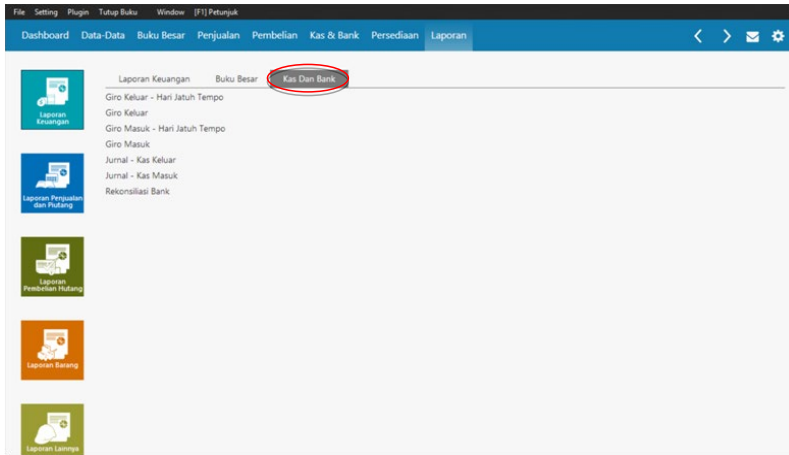 File Setting Plugin Tutup Buku Window [F1] Petunjuk
Dashboard Data-Data Buku Besar Penjualan Pembelian Kas & Bank Persediaan Laporan
Laporan Keuangan Buku Besar Kas Dan Bank
Giro Keluar - Hari Jatuh Tempo
Giro Keluar
Giro Masuk - Hari Jatuh Tempo
Giro Masuk
Jurnal - Kas Keluar
Jurnal - Kas Masuk
Rekonsiliasi Bank
Laporan
Keuangan
Laporan Penjualan
dan Piutang
Laporan
Pembelian Hutang
Laporan Barang
Laporan Lainnya